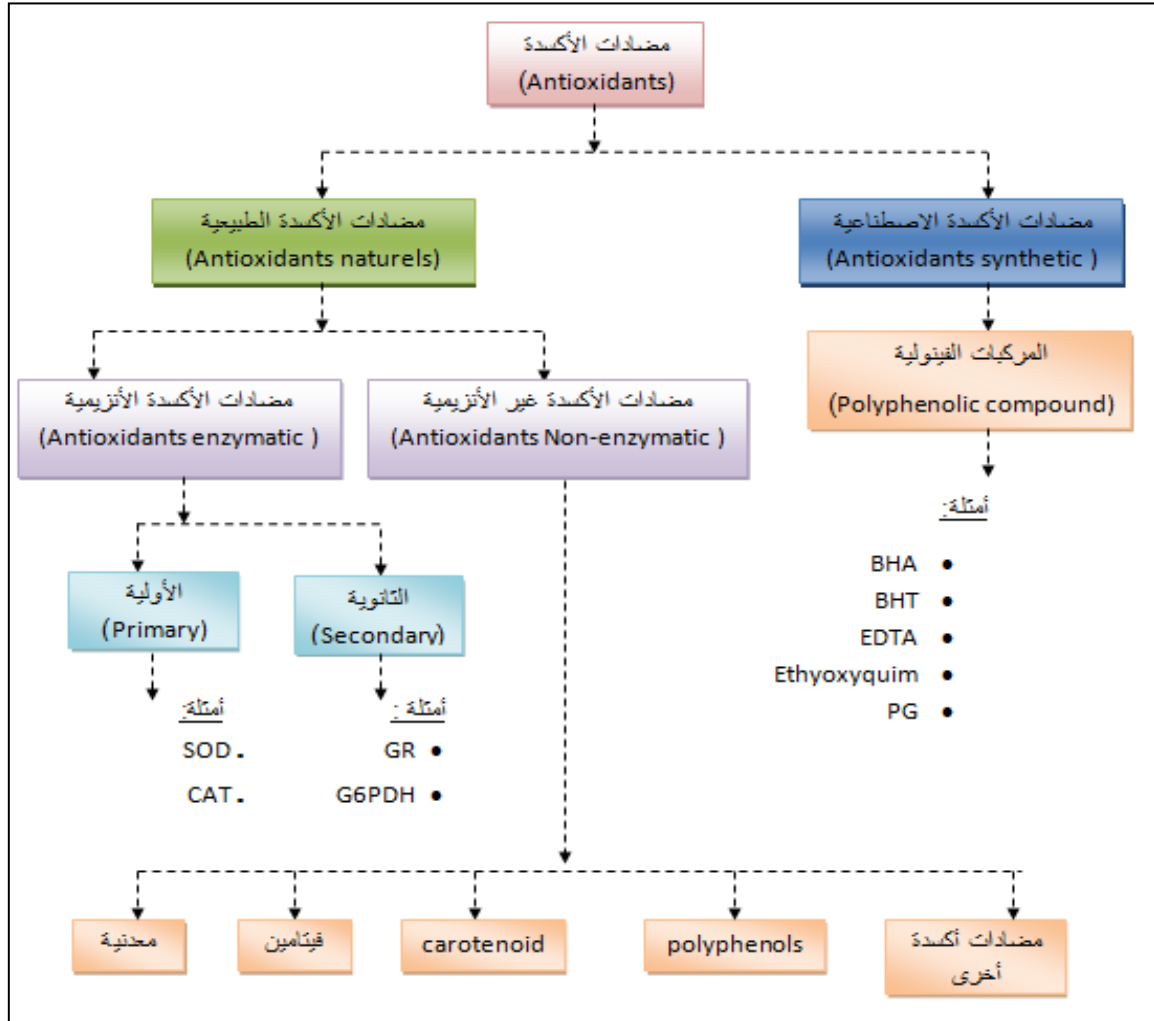 مضادات الأكسدة
(Antioxidants)
مضادات الأكسدة الطبيعية
(Antioxidants naturels)
مضادات الأكسدة الاصطناعية
(Antioxidants synthetic )
المركبات الفينولية
(Polyphenolic compound)
مضادات الأكسدة الأنزيمية
(Antioxidants enzymatic )
مضادات الأكسدة غير الأنزيمية
(Antioxidants Non-enzymatic )
أمثلة:
BHA •
BHT •
EDTA •
Ethyoxyquim •
PG •
الأولية
(Primary)
الثانوية
(Secondary)
أمثلة:
SOD .
CAT .
أمثلة :
GR •
G6PDH •
معدنية
فيتامين
carotenoid
polyphenols
مضادات أكسدة
أخرى